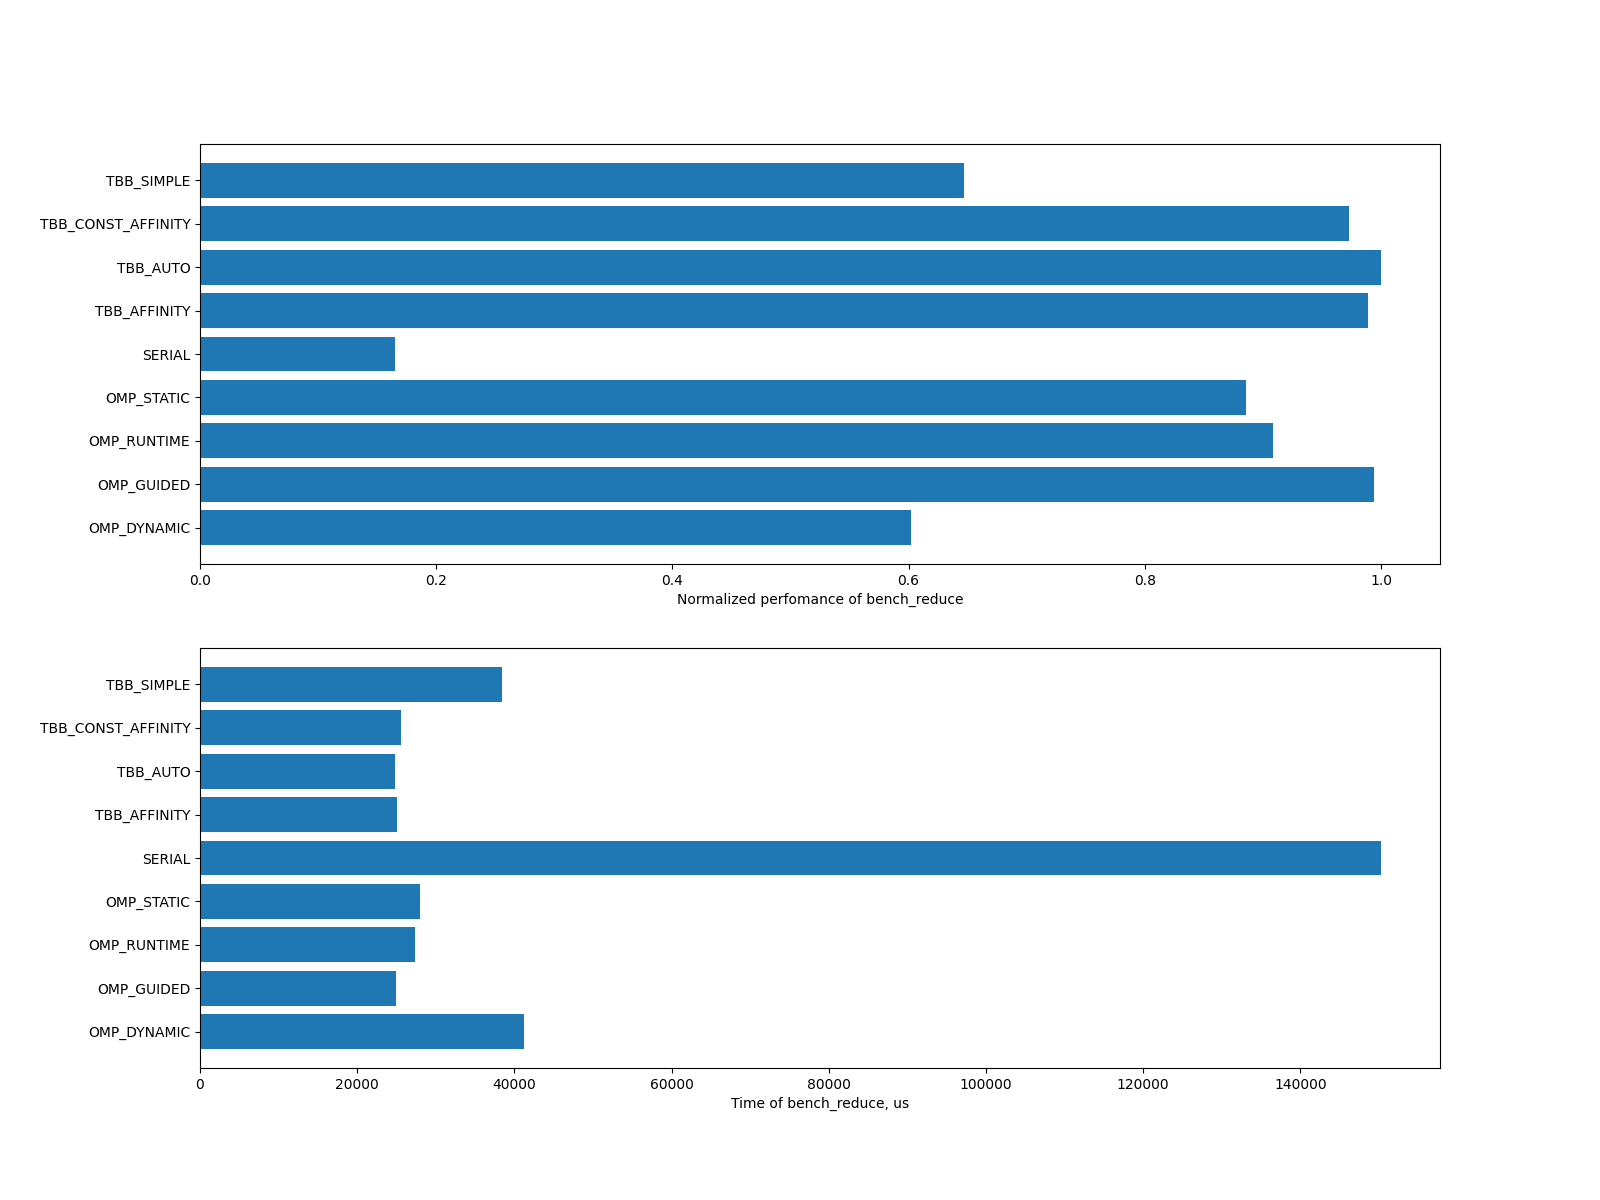 TBB_SIMPLE
TBB_CONST_AFFINITY
TBB_AUTO
TBB_AFFINITY
SERIAL
OMP_STATIC
OMP_RUNTIME
OMP_GUIDED
OMP_DYNAMIC
0.0 0.2 0.4 0.6 0.8 1.0
Normalized perfomance of bench_reduce
TBB_SIMPLE
TBB_CONST_AFFINITY
TBB_AUTO
TBB_AFFINITY
SERIAL
OMP_STATIC
OMP_RUNTIME
OMP_GUIDED
OMP_DYNAMIC
0 20000 40000 60000 80000 100000 120000 140000
Time of bench_reduce, us